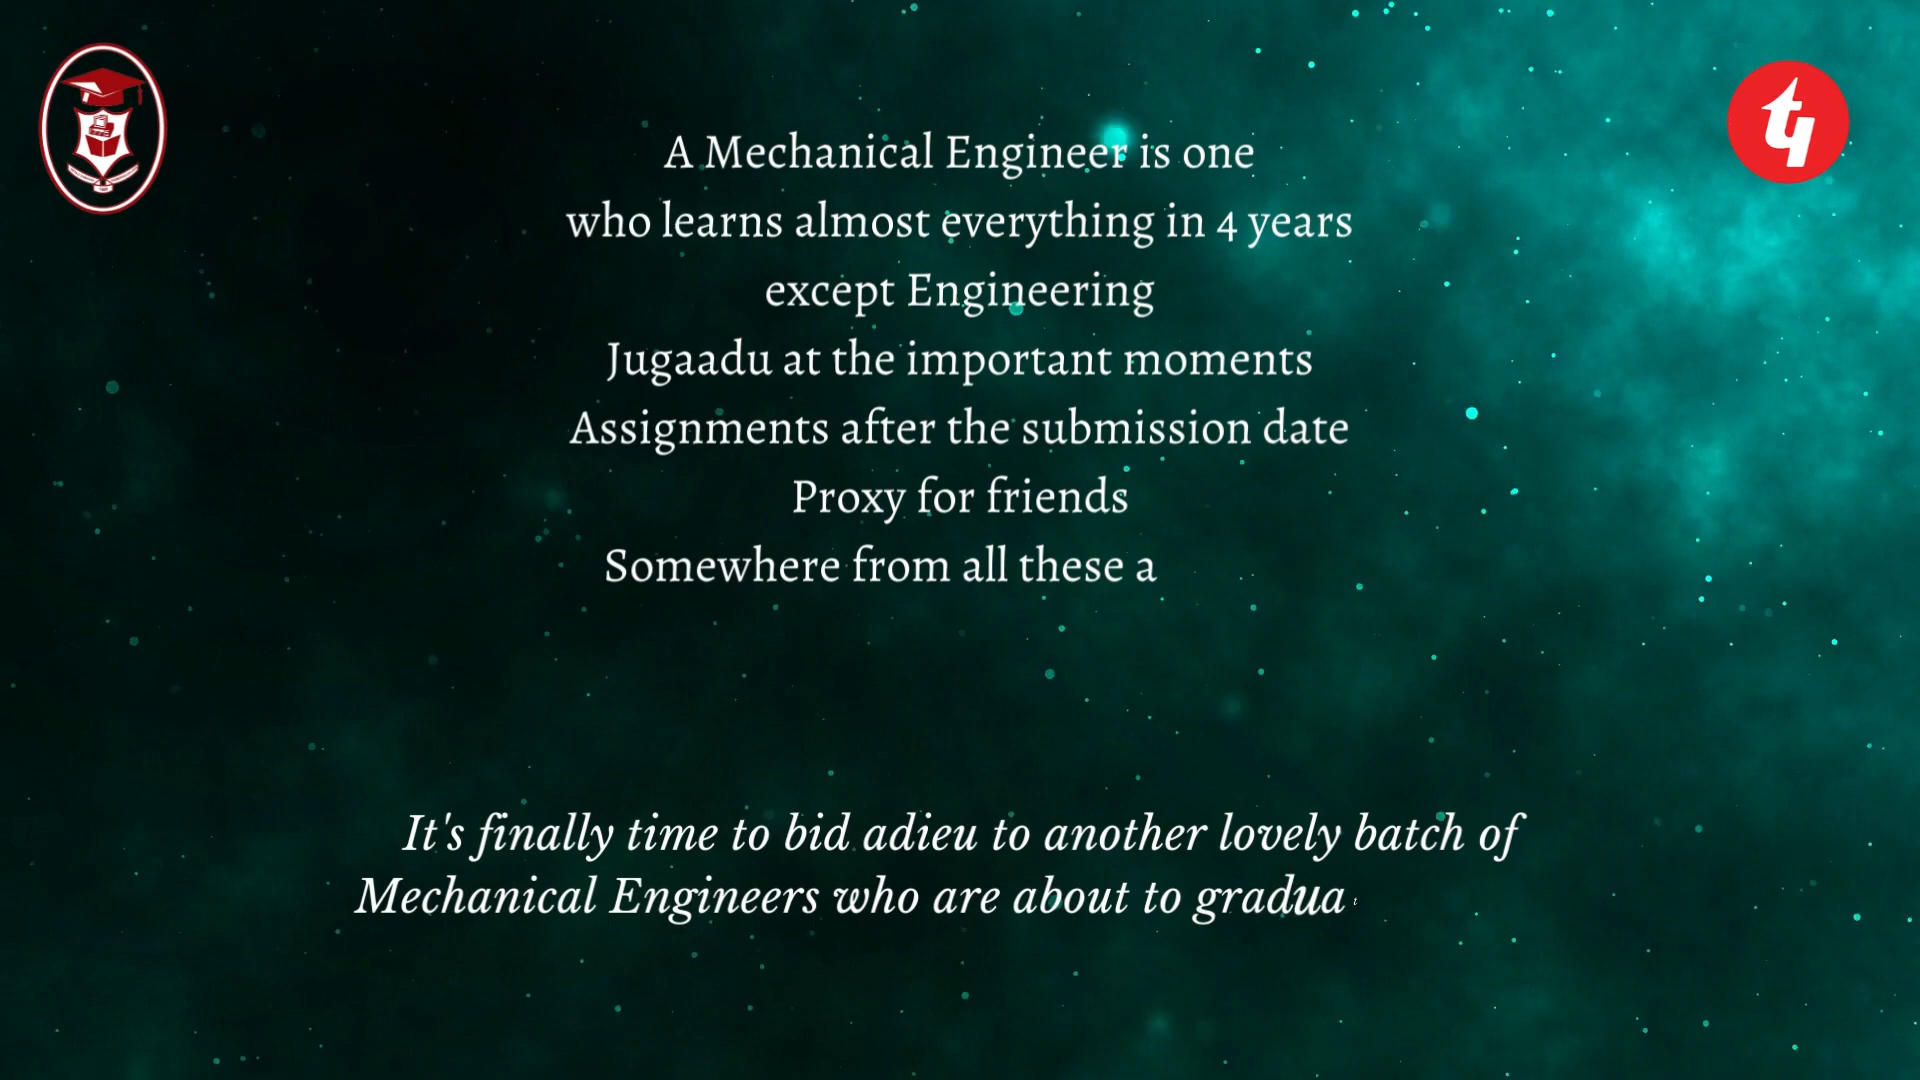 A Mechanical Engineer is one
who learns almost everything in 4 years
except Engineering
Jugaadu at the important moments
Assignments after the submission date
Proxy for friends
Somewhere from all these a
It's finally time to bid adieu to another lovely batch of
Mechanical Engineers who are about to graduat